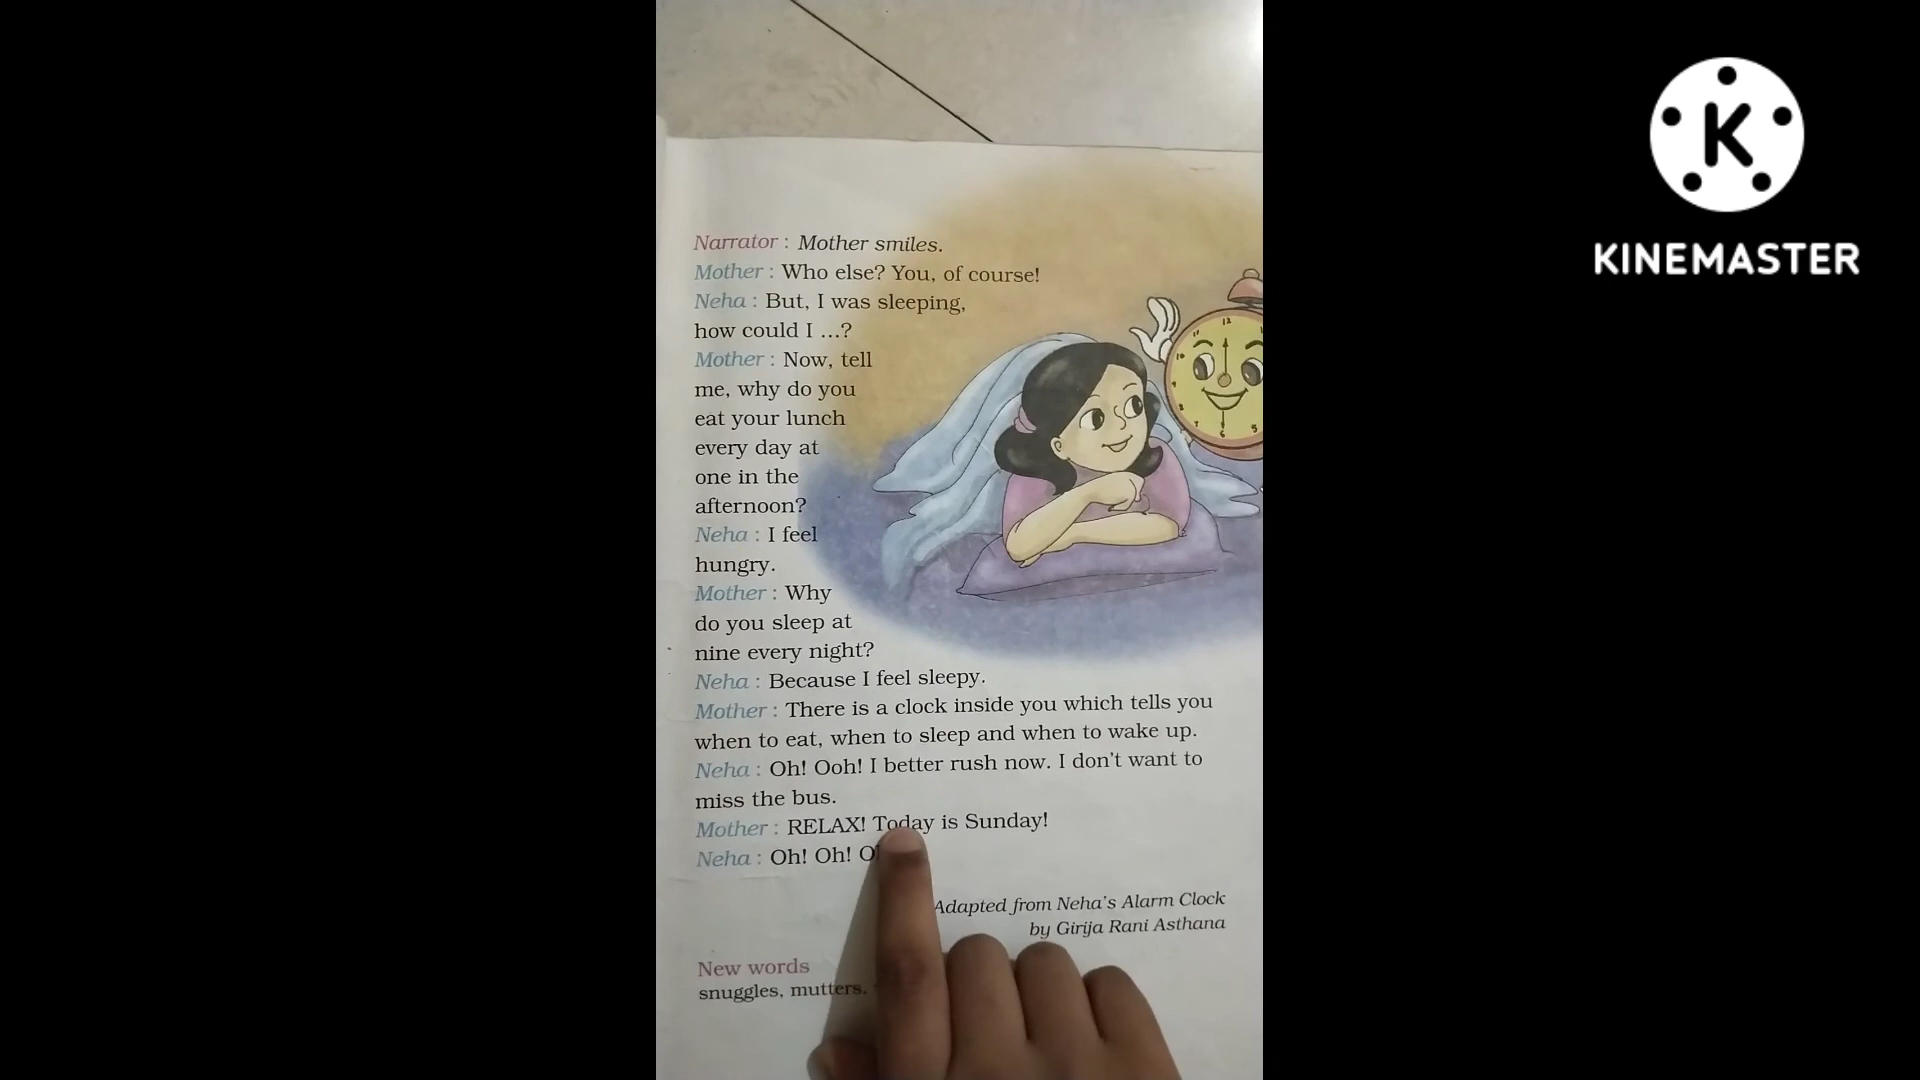 Narrator : Mother smiles.
Mother : Who else? You, of course!
Neha : But, I was sleeping,
how could I ...?
Mother : Now, tell
me, why do you
eat your lunch
every day at
one in the
afternoon?
Neha : I feel
hungry.
Mother : Why
do you sleep at
nine every night?
Neha : Because I feel sleepy.
Mother : There is a clock inside you which tells you
when to eat, when to sleep and when to wake up.
Neha : Oh! Ooh! I better rush now. I don't want to
miss the bus.
Mother : RELAX! Today is Sunday!
Neha : Oh! Oh!
Adapted from Neha's Alarm Clock
by Girija Rani Asthana
New words
snuggles, mutters,
K
KINEMASTER